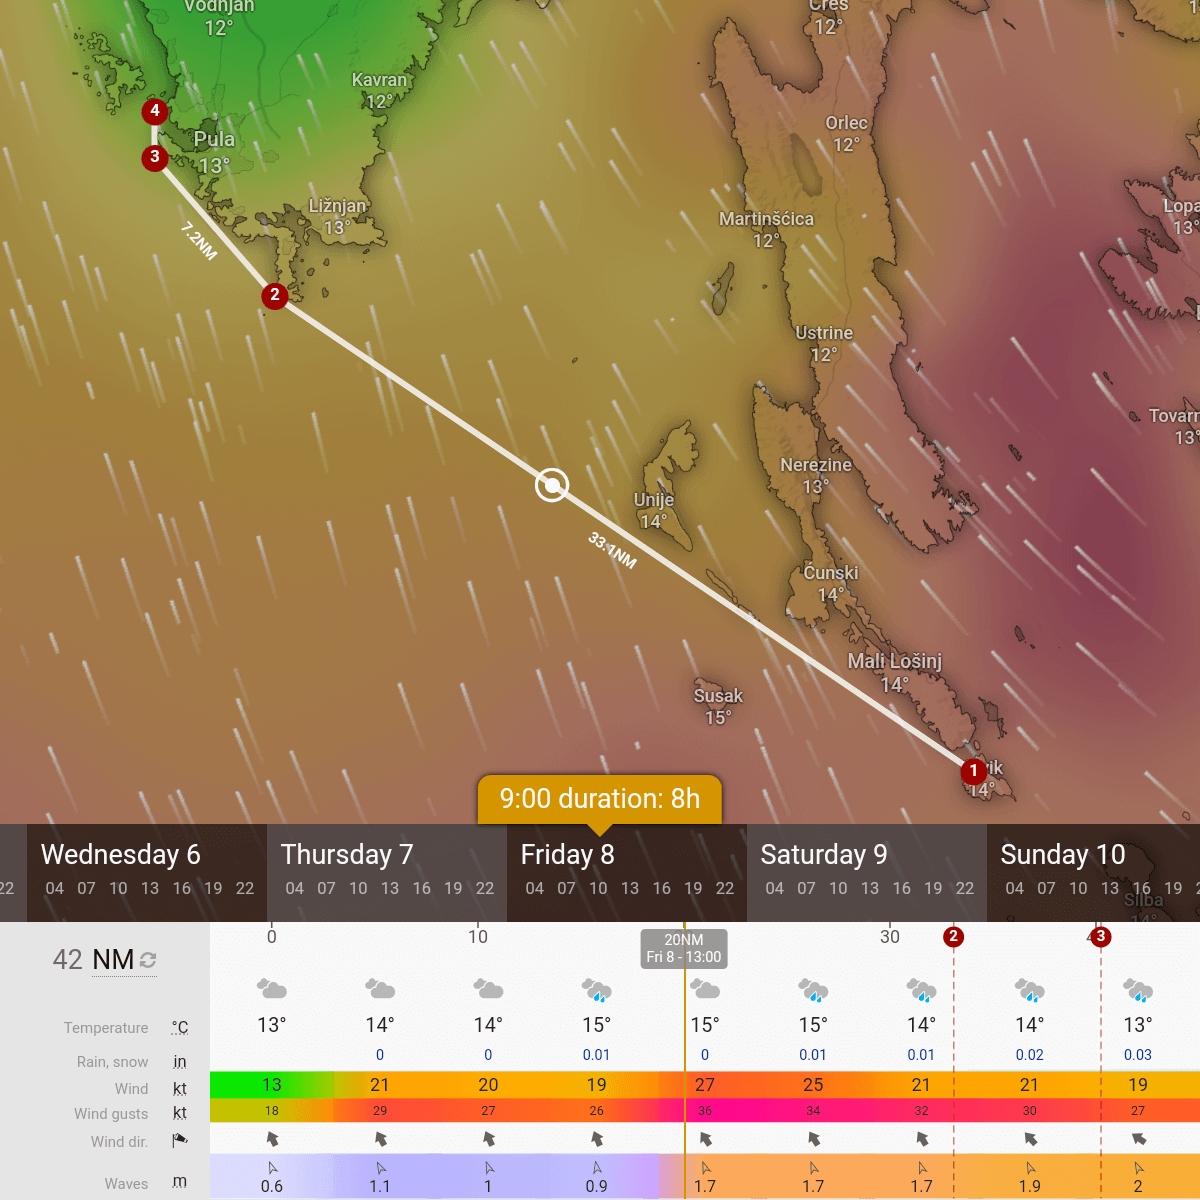 Vodnjan
12°
Cres
12°
Kavran
12°
4
Orlec
12°
3
Pula
13°
Ližnjan
13°
Martinšćica
12°
Lopa
13°
7.2NM
2
Ustrine
12°
Tovarn
13°
Nerezine
13°
Unije
14°
33.1NM
Ćunski
14°
Mali Lošinj
14°
Susak
15°
1
ik
14°
9:00 duration: 8h
Wednesday 6 Thursday 7 Friday 8 Saturday 9 Sunday 10
22 04 07 10 13 16 19 22 04 07 10 13 16 19 22 04 07 10 13 16 19 22 04 07 10 13 16 19 22 04 07 10 13 16 19
Silba
14°
0 10 30 2 4 3
20NM
Fri 8 - 13:00
42 NM
Temperature °C 13° 14° 14° 15° 15° 15° 14° 14° 13°
Rain, snow in 0 0 0.01 0 0.01 0.01 0.02 0.03
Wind kt 13 21 20 19 27 25 21 21 19
Wind gusts kt 18 29 27 26 36 34 32 30 27
Wind dir.
Waves m 0.6 1.1 1 0.9 1.7 1.7 1.7 1.9 2